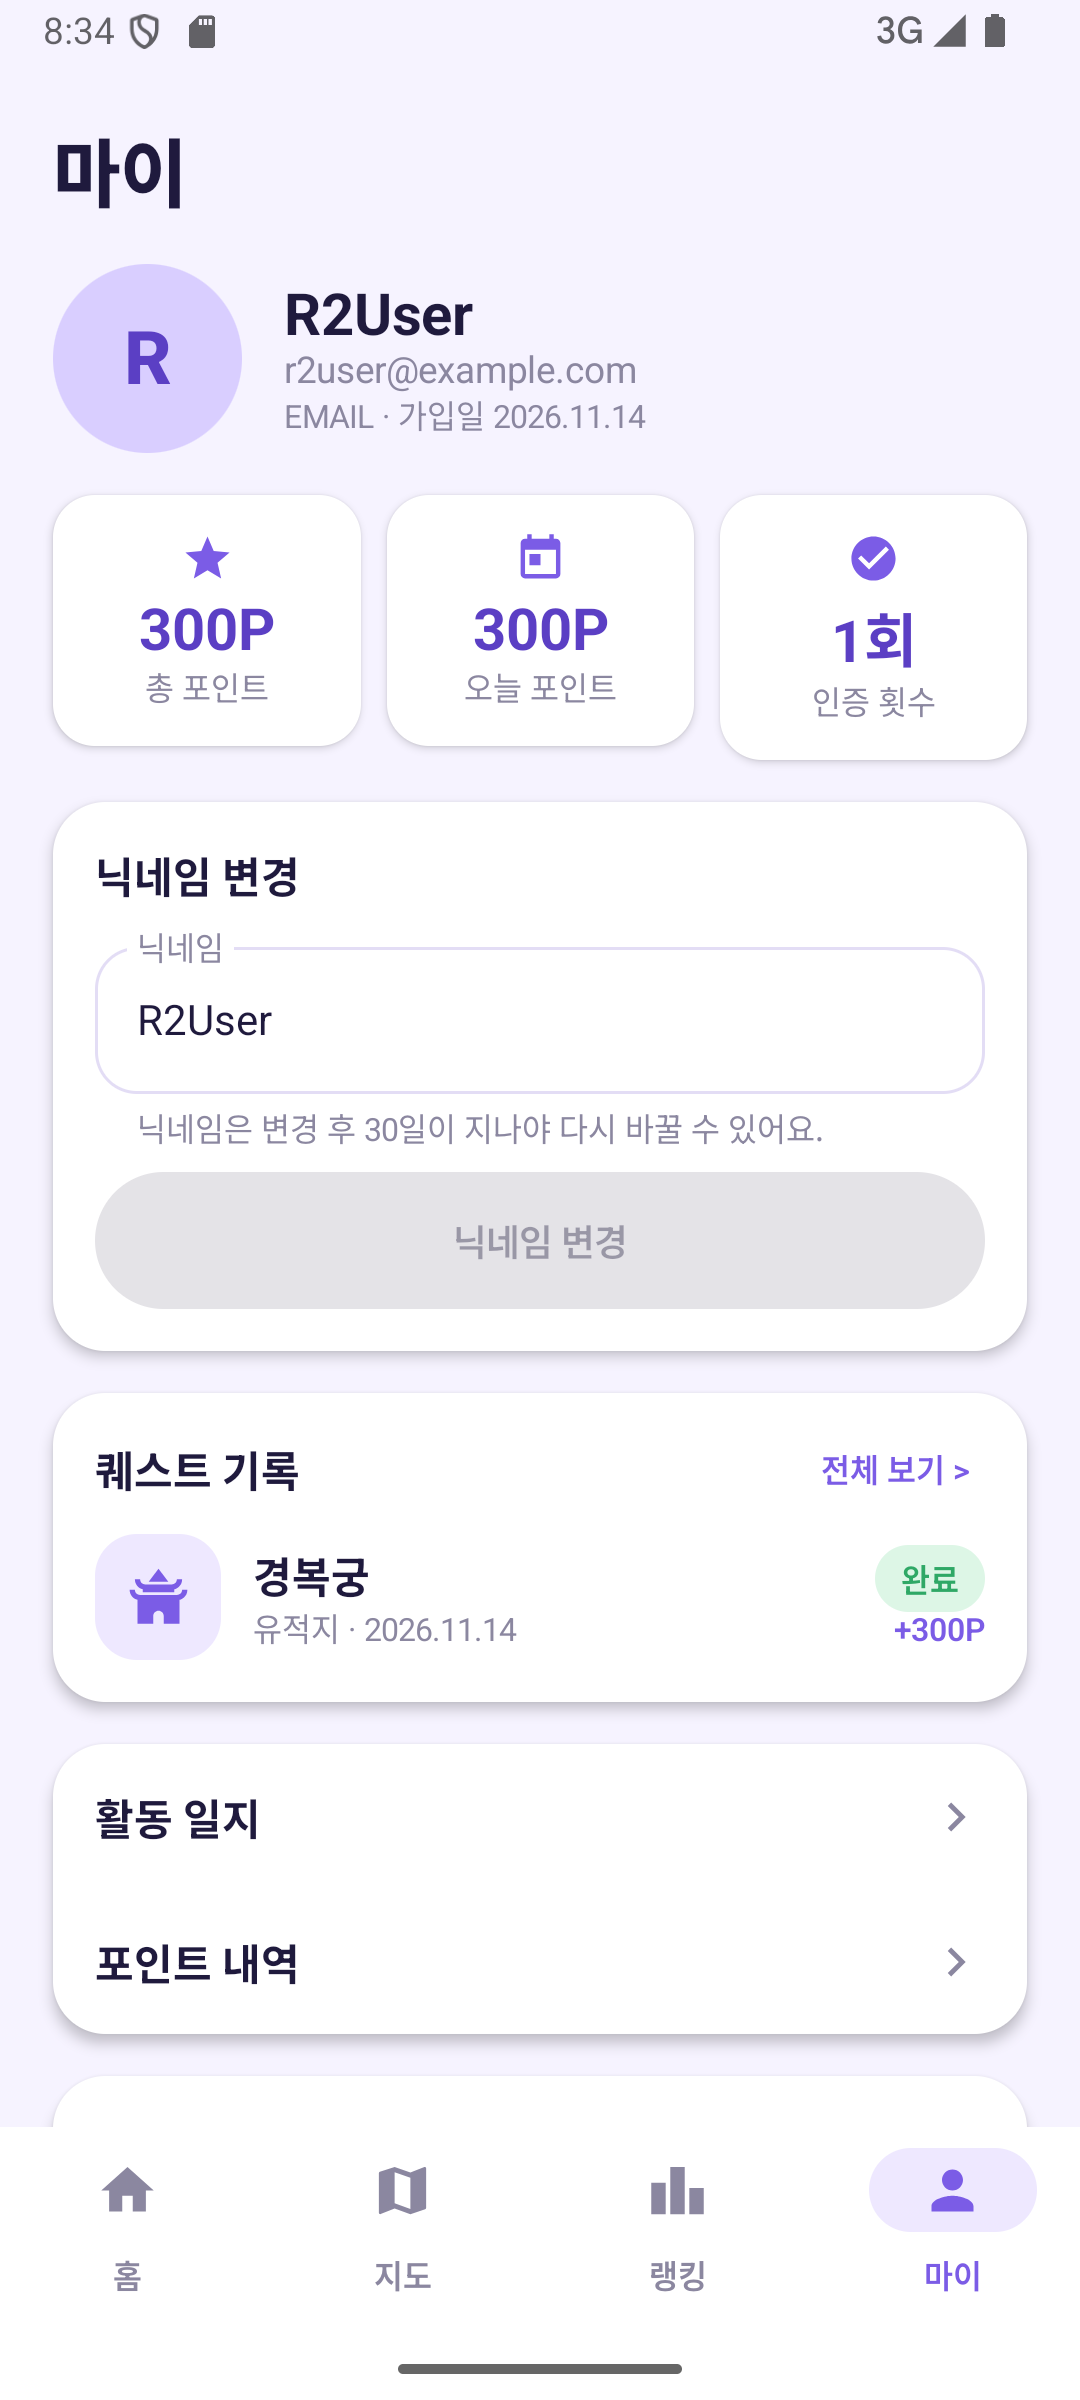 8:34
3G
마이
R
R2User
r2user@example.com
EMAIL · 가입일 2026.11.14
300P
총 포인트
300P
오늘 포인트
1회
인증 횟수
닉네임 변경
닉네임
R2User
닉네임은 변경 후 30일이 지나야 다시 바꿀 수 있어요.
닉네임 변경
퀘스트 기록
전체 보기 >
경복궁
유적지 · 2026.11.14
완료
+300P
활동 일지
포인트 내역
홈
지도
랭킹
마이